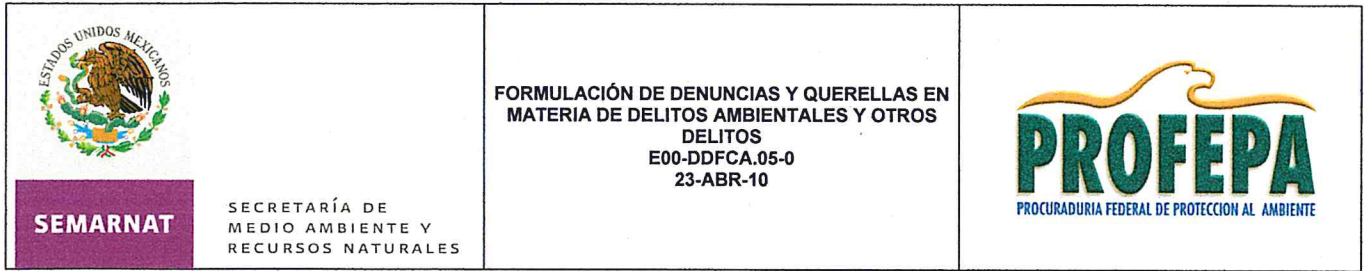 ESTADOS UNIDOS MEXICANOS
SEMARNAT
SECRETARÍA DE
MEDIO AMBIENTE Y
RECURSOS NATURALES
FORMULACIÓN DE DENUNCIAS Y QUERELLAS EN
MATERIA DE DELITOS AMBIENTALES Y OTROS
DELITOS
E00-DDFCA.05-0
23-ABR-10
PROFEPA
PROCURADURIA FEDERAL DE PROTECCION AL AMBIENTE